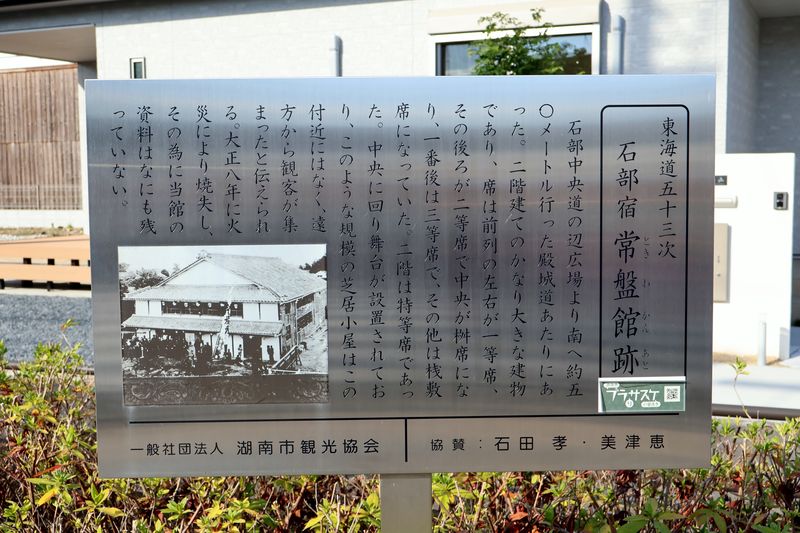 東海道五十三次
石部宿 常盤館跡
ときわかんあと
石部中央道の辺広場より南へ約五
〇メートル行った殿城道あたりにあ
った。二階建てのかなり大きな建物
であり、席は前列の左右が一等席、
その後ろが二等席で中央が桝席にな
り、一番後は三等席で、その他は桟敷
席になっていた。二階は特等席であっ
た。中央に回り舞台が設置されてお
り、このような規模の芝居小屋はこの
付近にはなく、遠
方から観客が集
まったと伝えられ
る。大正八年に火
災により焼失し、
その為に当館の
資料はなにも残
っていない。
プラサスケ
一般社団法人 湖南市観光協会
協賛：石田 孝・美津恵